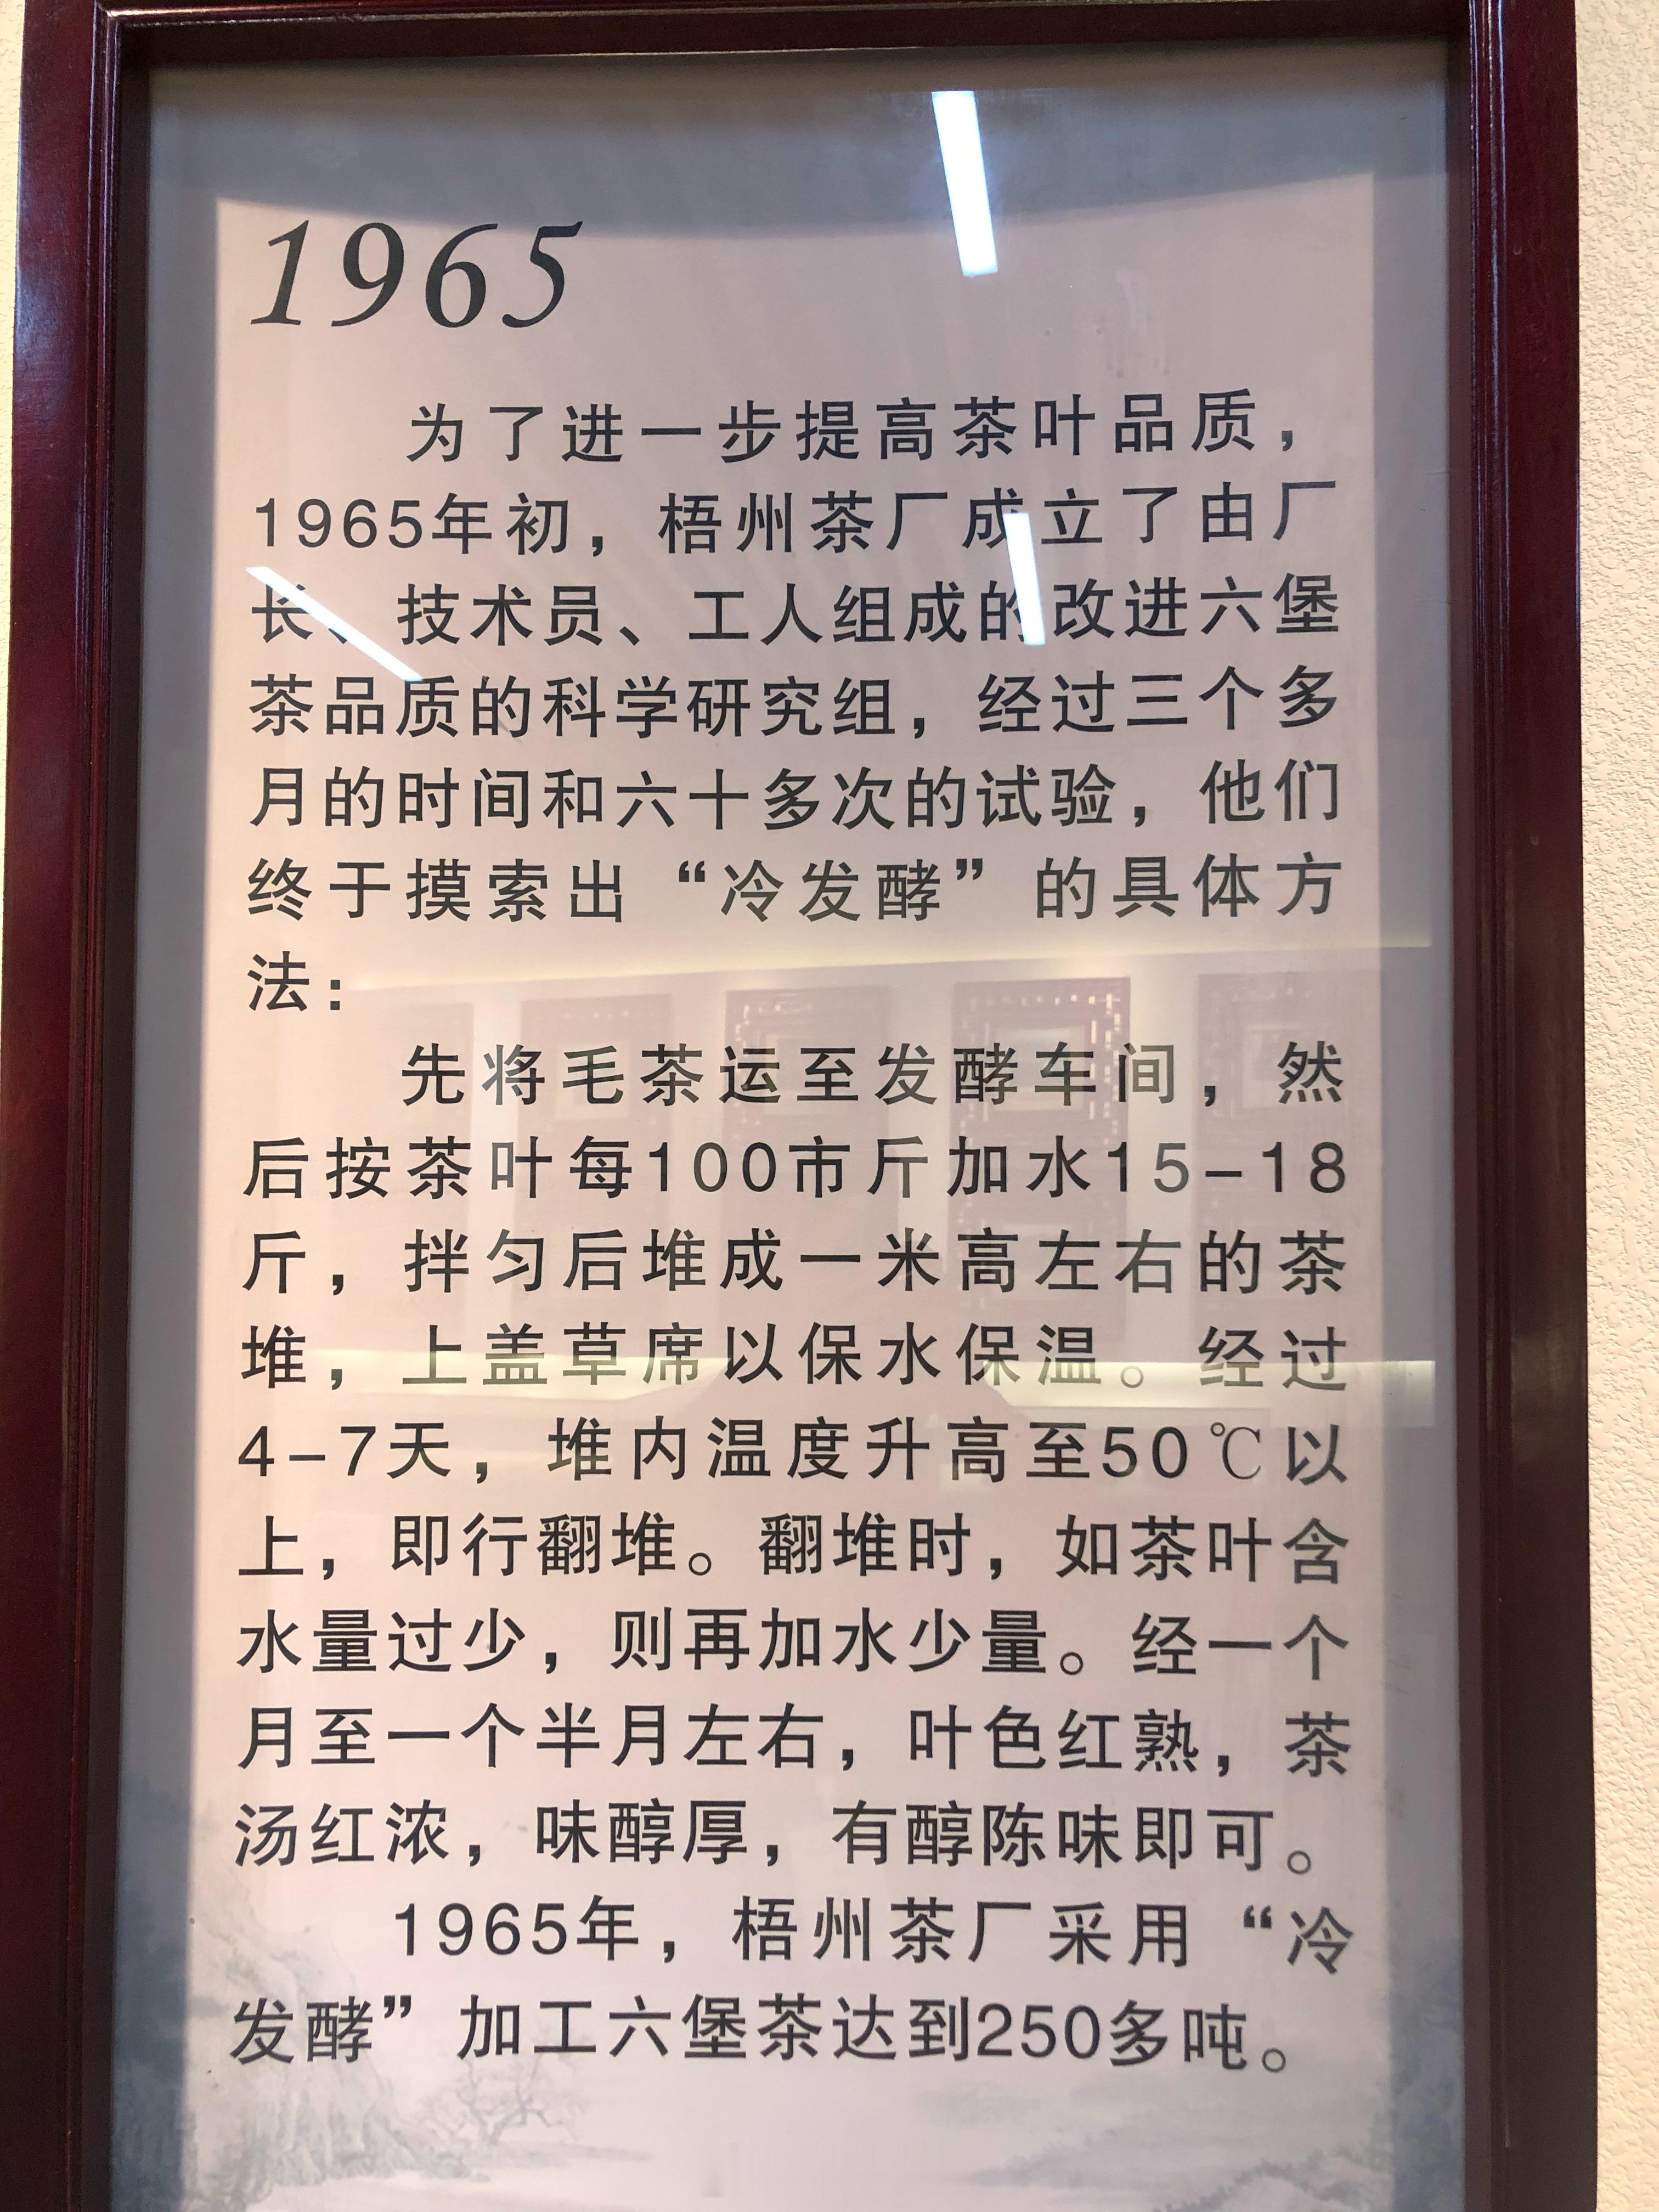 1965
为了进一步提高茶叶品质，
1965年初，梧州茶厂成立了由厂
长、技术员、工人组成的改进六堡
茶品质的科学研究组，经过三个多
月的时间和六十多次的试验，他们
终于摸索出“冷发酵”的具体方
法：
先将毛茶运至发酵车间，然
后按茶叶每100市斤加水15-18
斤，拌匀后堆成一米高左右的茶
堆，上盖草席以保水保温。经过
4-7天，堆内温度升高至50℃以
上，即行翻堆。翻堆时，如茶叶含
水量过少，则再加水少量。经一个
月至一个半月左右，叶色红熟，茶
汤红浓，味醇厚，有醇陈味即可。
1965年，梧州茶厂采用“冷
发酵”加工六堡茶达到250多吨。